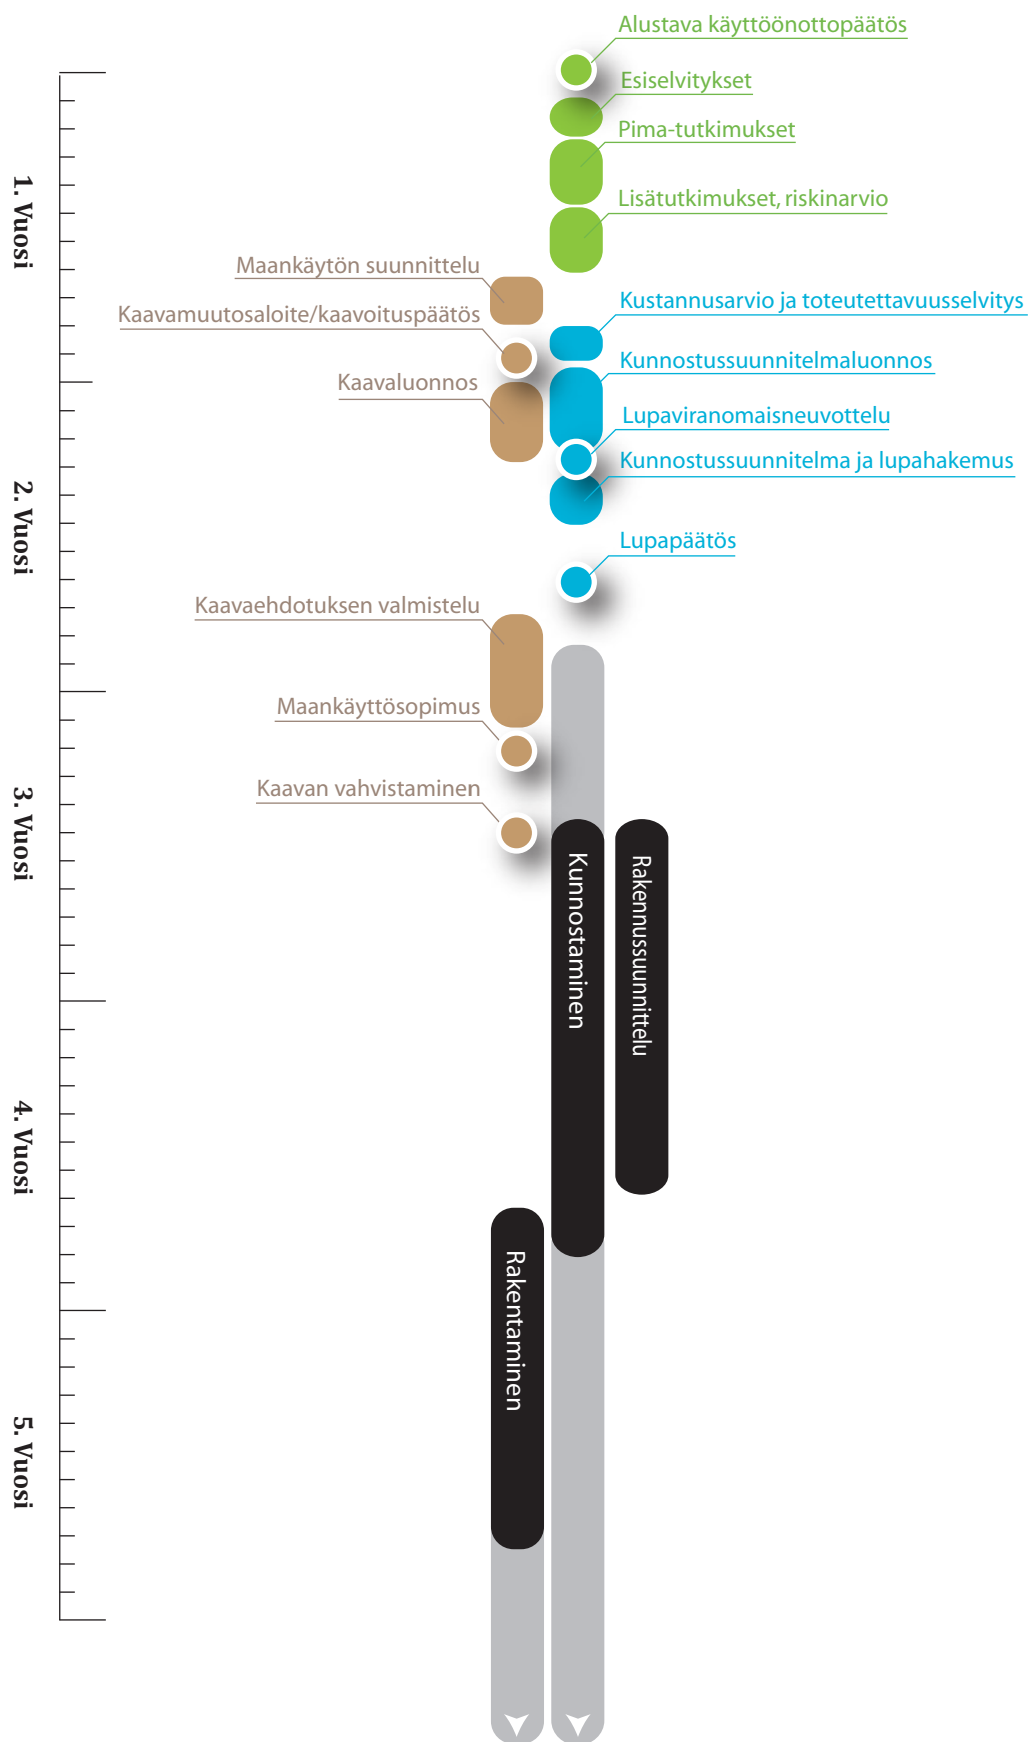 Alustava käyttöönottopäätös
Esiselvitykset
Pima-tutkimukset
Lisätutkimukset, riskinarvio
1. Vuosi
Maankäytön suunnittelu
Kustannusarvio ja toteutettavuusselvitys
Kaavamuutosaloite/kaavoituspäätös
Kunnostussuunnitelmaluonnos
Kaavaluonnos
Lupaviranomaisneuvottelu
Kunnostussuunnitelma ja lupahakemus
2. Vuosi
Lupapäätös
Kaavaehdotuksen valmistelu
Maankäyttösopimus
Kaavan vahvistaminen
3. Vuosi
Kunnostaminen
Rakennussuunnittelu
4. Vuosi
Rakentaminen
5. Vuosi